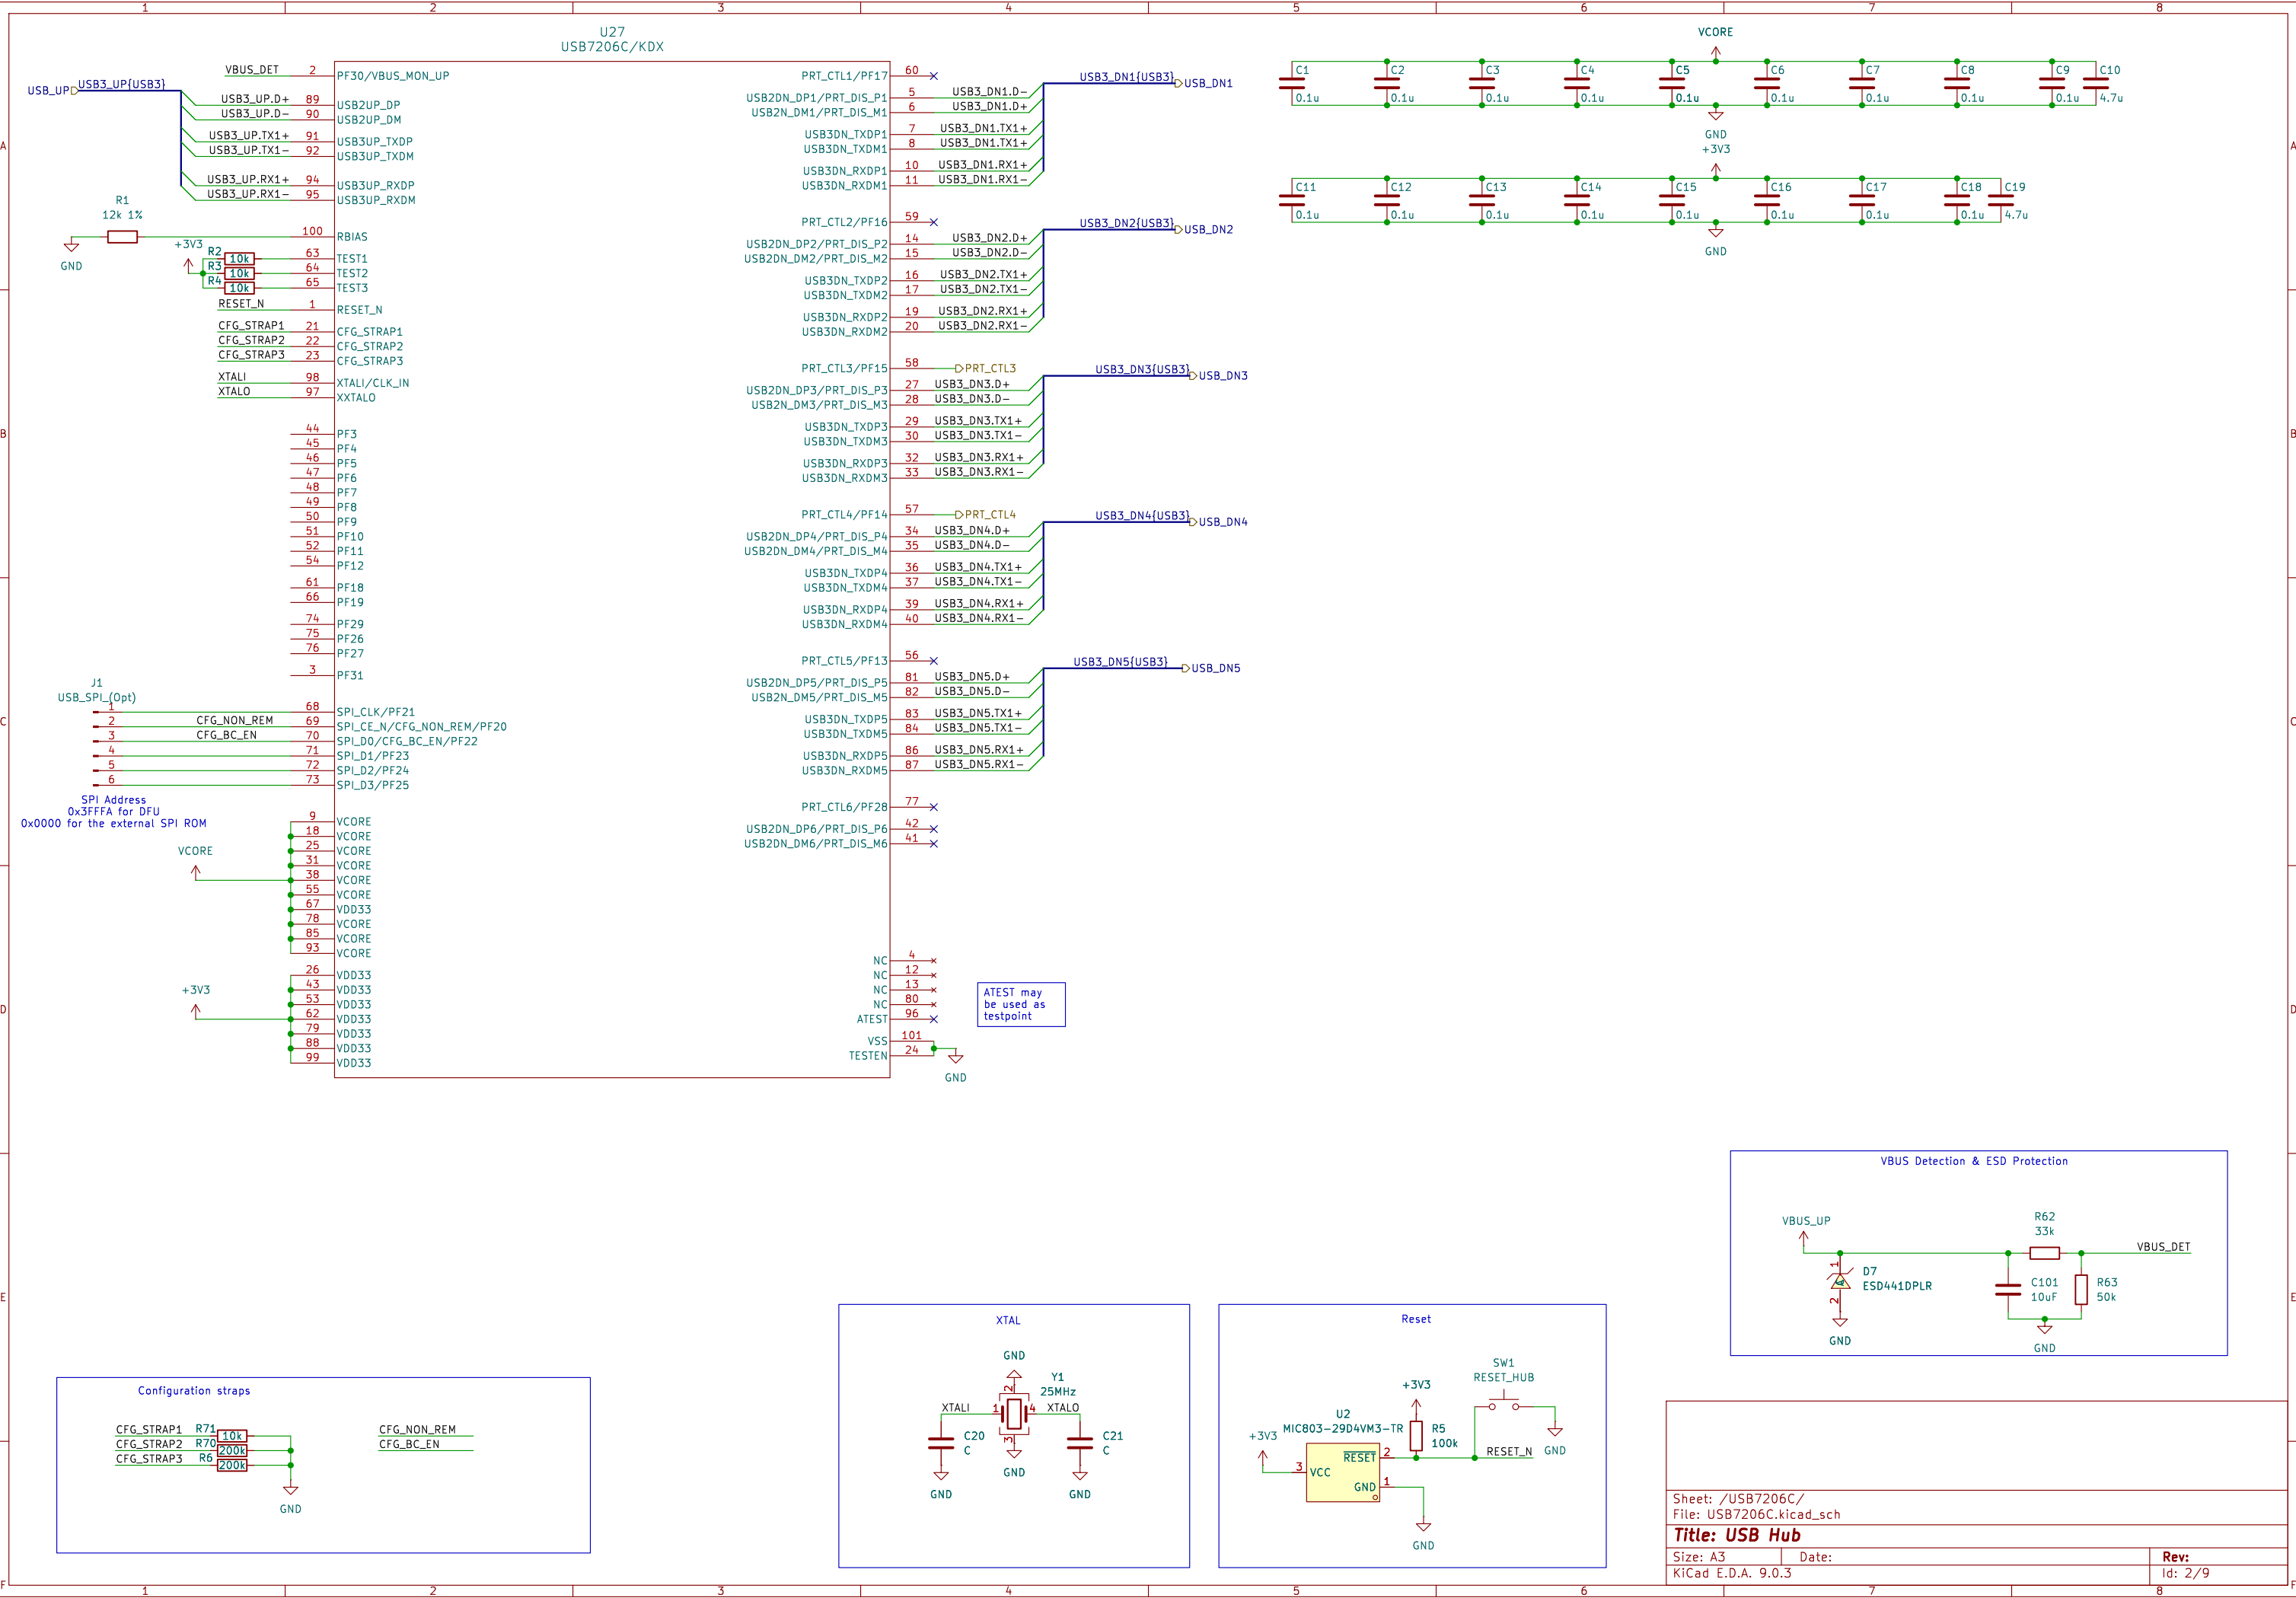 1 2 3 4 5 6 7 8
A
B
C
D
E
F
U27
USB7206C/KDX
USB_UP
USB3_UP{USB3}
VBUS_DET 2 PF30/VBUS_MON_UP
USB3_UP.D+ 89 USB2UP_DP
USB3_UP.D- 90 USB2UP_DM
USB3_UP.TX1+ 91 USB3UP_TXDP
USB3_UP.TX1- 92 USB3UP_TXDM
USB3_UP.RX1+ 94 USB3UP_RXDP
USB3_UP.RX1- 95 USB3UP_RXDM
R1
12k 1%
GND
100 RBIAS
+3V3
R2 10k 63 TEST1
R3 10k 64 TEST2
R4 10k 65 TEST3
RESET_N 1 RESET_N
CFG_STRAP1 21 CFG_STRAP1
CFG_STRAP2 22 CFG_STRAP2
CFG_STRAP3 23 CFG_STRAP3
XTALI 98 XTALI/CLK_IN
XTALO 97 XXTALO
44 PF3
45 PF4
46 PF5
47 PF6
48 PF7
49 PF8
50 PF9
51 PF10
52 PF11
54 PF12
61 PF18
66 PF19
74 PF29
75 PF26
76 PF27
3 PF31
J1
USB_SPI_(Opt)
1 68 SPI_CLK/PF21
2 CFG_NON_REM 69 SPI_CE_N/CFG_NON_REM/PF20
3 CFG_BC_EN 70 SPI_D0/CFG_BC_EN/PF22
4 71 SPI_D1/PF23
5 72 SPI_D2/PF24
6 73 SPI_D3/PF25
SPI Address
0x3FFFA for DFU
0x0000 for the external SPI ROM
VCORE
9 VCORE
18 VCORE
25 VCORE
31 VCORE
38 VCORE
55 VCORE
67 VDD33
78 VCORE
85 VCORE
93 VCORE
+3V3
26 VDD33
43 VDD33
53 VDD33
62 VDD33
79 VDD33
88 VDD33
99 VDD33
PRT_CTL1/PF17 60
USB3_DN1{USB3} USB_DN1
USB2DN_DP1/PRT_DIS_P1 5 USB3_DN1.D-
USB2N_DM1/PRT_DIS_M1 6 USB3_DN1.D+
USB3DN_TXDP1 7 USB3_DN1.TX1+
USB3DN_TXDM1 8 USB3_DN1.TX1+
USB3DN_RXDP1 10 USB3_DN1.RX1+
USB3DN_RXDM1 11 USB3_DN1.RX1-
PRT_CTL2/PF16 59
USB3_DN2{USB3} USB_DN2
USB2DN_DP2/PRT_DIS_P2 14 USB3_DN2.D+
USB2DN_DM2/PRT_DIS_M2 15 USB3_DN2.D-
USB3DN_TXDP2 16 USB3_DN2.TX1+
USB3DN_TXDM2 17 USB3_DN2.TX1-
USB3DN_RXDP2 19 USB3_DN2.RX1+
USB3DN_RXDM2 20 USB3_DN2.RX1-
PRT_CTL3/PF15 58 PRT_CTL3
USB3_DN3{USB3} USB_DN3
USB2DN_DP3/PRT_DIS_P3 27 USB3_DN3.D+
USB2N_DM3/PRT_DIS_M3 28 USB3_DN3.D-
USB3DN_TXDP3 29 USB3_DN3.TX1+
USB3DN_TXDM3 30 USB3_DN3.TX1-
USB3DN_RXDP3 32 USB3_DN3.RX1+
USB3DN_RXDM3 33 USB3_DN3.RX1-
PRT_CTL4/PF14 57 PRT_CTL4
USB3_DN4{USB3} USB_DN4
USB2DN_DP4/PRT_DIS_P4 34 USB3_DN4.D+
USB2DN_DM4/PRT_DIS_M4 35 USB3_DN4.D-
USB3DN_TXDP4 36 USB3_DN4.TX1+
USB3DN_TXDM4 37 USB3_DN4.TX1-
USB3DN_RXDP4 39 USB3_DN4.RX1+
USB3DN_RXDM4 40 USB3_DN4.RX1-
PRT_CTL5/PF13 56
USB3_DN5{USB3} USB_DN5
USB2DN_DP5/PRT_DIS_P5 81 USB3_DN5.D+
USB2N_DM5/PRT_DIS_M5 82 USB3_DN5.D-
USB3DN_TXDP5 83 USB3_DN5.TX1+
USB3DN_TXDM5 84 USB3_DN5.TX1-
USB3DN_RXDP5 86 USB3_DN5.RX1+
USB3DN_RXDM5 87 USB3_DN5.RX1-
PRT_CTL6/PF28 77
USB2DN_DP6/PRT_DIS_P6 42
USB2DN_DM6/PRT_DIS_M6 41
NC 4
NC 12
NC 13
NC 80
ATEST 96
VSS 101
TESTEN 24
GND
ATEST may
be used as
testpoint
VCORE
C1 C2 C3 C4 C5 C6 C7 C8 C9 C10
0.1u 0.1u 0.1u 0.1u 0.1u 0.1u 0.1u 0.1u 0.1u 4.7u
GND
+3V3
C11 C12 C13 C14 C15 C16 C17 C18 C19
0.1u 0.1u 0.1u 0.1u 0.1u 0.1u 0.1u 0.1u 4.7u
GND
VBUS Detection & ESD Protection
VBUS_UP
R62
33k
VBUS_DET
1
D7
ESD441DPLR
2
GND
C101
10uF
R63
50k
GND
Configuration straps
CFG_STRAP1 R71 10k
CFG_STRAP2 R70 200k
CFG_STRAP3 R6 200k
GND
CFG_NON_REM
CFG_BC_EN
XTAL
GND
Y1
25MHz
2
XTALI 1 4 XTALO
3
C20
C
C21
C
GND
GND
GND
Reset
SW1
RESET_HUB
+3V3
U2
MIC803-29D4VM3-TR
R5
100k
+3V3
RESET 2
RESET_N
GND
3 VCC
GND 1
GND
Sheet: /USB7206C/
File: USB7206C.kicad_sch
Title: USB Hub
Size: A3 Date: Rev:
KiCad E.D.A. 9.0.3 Id: 2/9
1 2 3 4 5 6 7 8
A
B
C
D
E
F